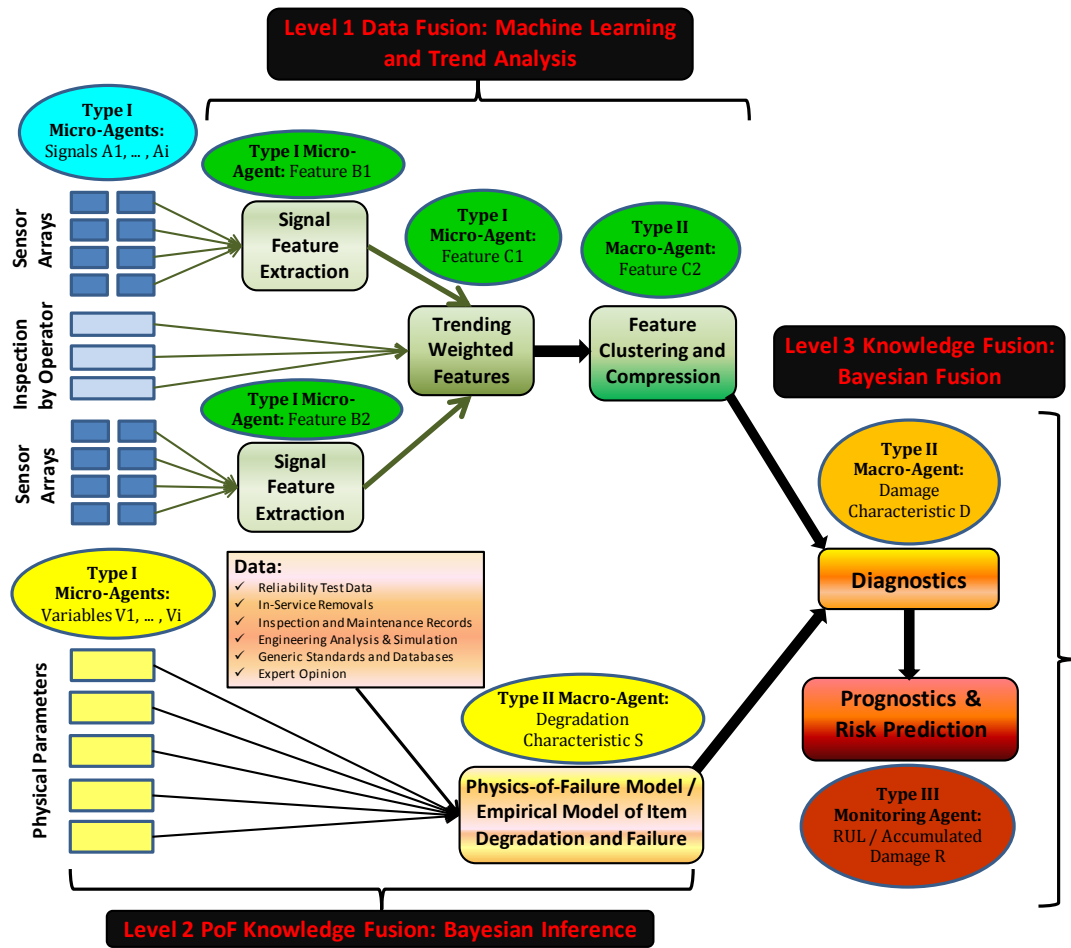 Level 1 Data Fusion: Machine Learning
and Trend Analysis
Type I
Micro-Agents:
Signals A1, ... , Ai
Type I Micro-
Agent: Feature B1
Type I
Micro-Agent:
Feature C1
Type II
Macro-Agent:
Feature C2
Sensor
Arrays
Signal
Feature
Extraction
Inspection
by Operator
Trending
Weighted
Features
Feature
Clustering and
Compression
Level 3 Knowledge Fusion:
Bayesian Fusion
Type I Micro-
Agent: Feature B2
Sensor
Arrays
Signal
Feature
Extraction
Type II
Macro-Agent:
Damage
Characteristic D
Type I
Micro-Agents:
Variables V1, ... , Vi
Data:
✓ Reliability Test Data
✓ In-Service Removals
✓ Inspection and Maintenance Records
✓ Engineering Analysis & Simulation
✓ Generic Standards and Databases
✓ Expert Opinion
Diagnostics
Physical Parameters
Type II Macro-Agent:
Degradation
Characteristic S
Prognostics &
Risk Prediction
Physics-of-Failure Model /
Empirical Model of Item
Degradation and Failure
Type III
Monitoring Agent:
RUL / Accumulated
Damage R
Level 2 PoF Knowledge Fusion: Bayesian Inference